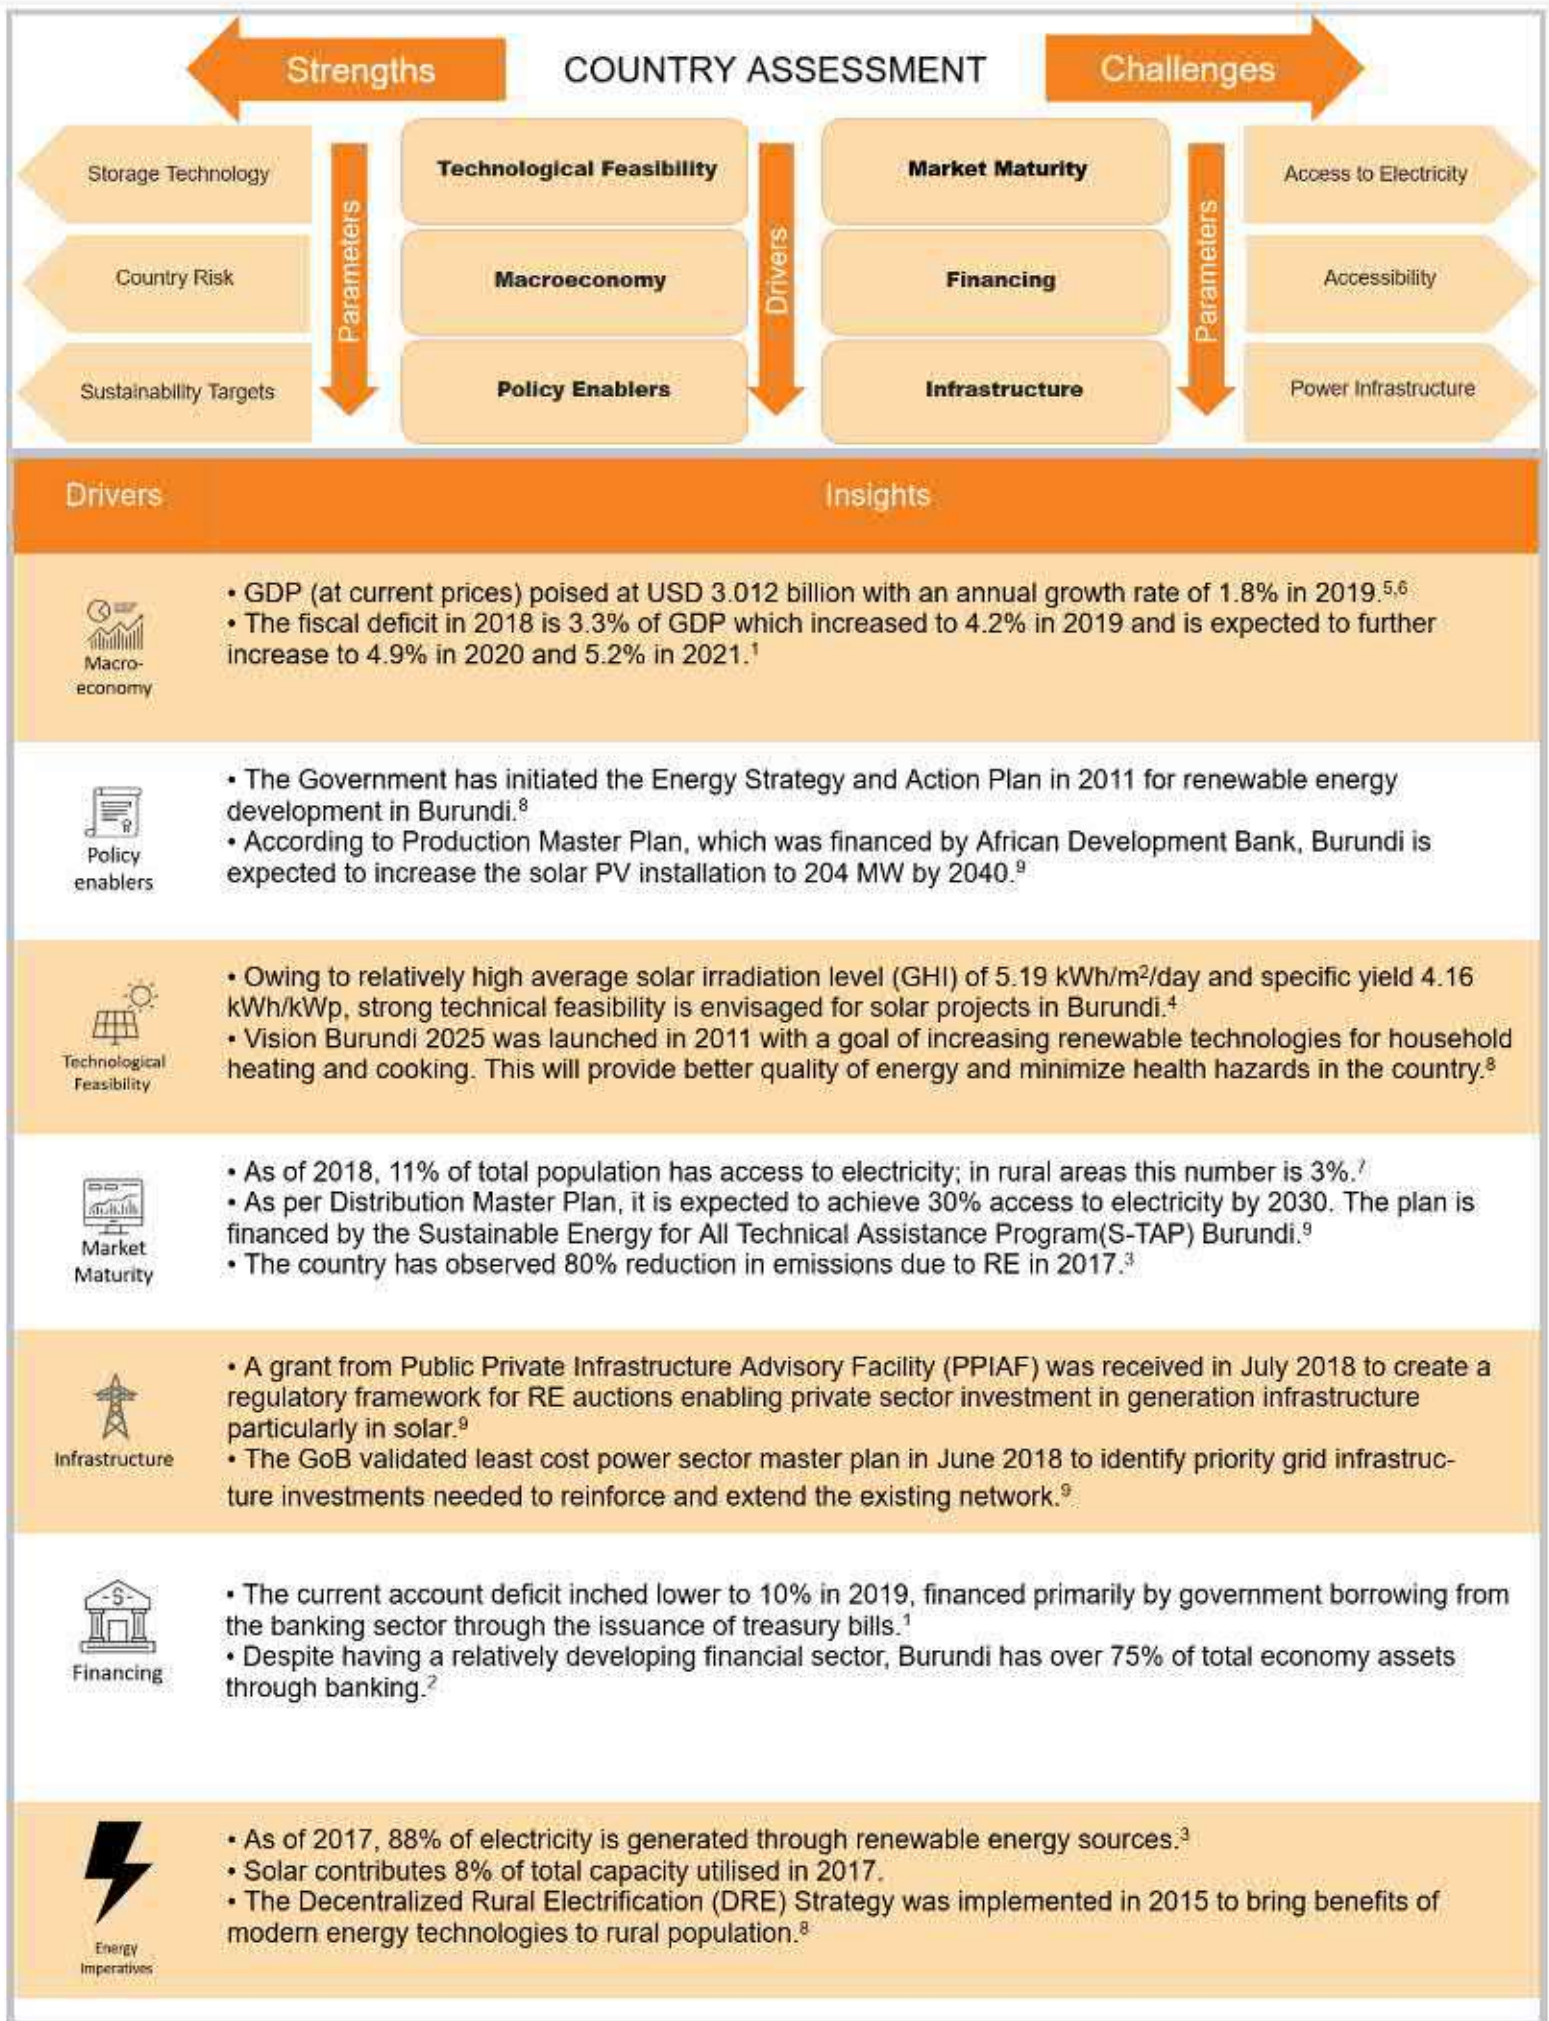 Strengths
COUNTRY ASSESSMENT
Challenges
Storage Technology
Country Risk
Sustainability Targets
Parameters
Technological Feasibility
Macroeconomy
Policy Enablers
Drivers
Market Maturity
Financing
Infrastructure
Parameters
Access to Electricity
Accessibility
Power Infrastructure
Drivers
Insights
Macro-
economy
• GDP (at current prices) poised at USD 3.012 billion with an annual growth rate of 1.8% in 2019.⁵,⁶
• The fiscal deficit in 2018 is 3.3% of GDP which increased to 4.2% in 2019 and is expected to further
increase to 4.9% in 2020 and 5.2% in 2021.¹
Policy
enablers
• The Government has initiated the Energy Strategy and Action Plan in 2011 for renewable energy
development in Burundi.⁸
• According to Production Master Plan, which was financed by African Development Bank, Burundi is
expected to increase the solar PV installation to 204 MW by 2040.⁹
Technological
Feasibility
• Owing to relatively high average solar irradiation level (GHI) of 5.19 kWh/m²/day and specific yield 4.16
kWh/kWp, strong technical feasibility is envisaged for solar projects in Burundi.⁴
• Vision Burundi 2025 was launched in 2011 with a goal of increasing renewable technologies for household
heating and cooking. This will provide better quality of energy and minimize health hazards in the country.⁸
Market
Maturity
• As of 2018, 11% of total population has access to electricity; in rural areas this number is 3%.⁷
• As per Distribution Master Plan, it is expected to achieve 30% access to electricity by 2030. The plan is
financed by the Sustainable Energy for All Technical Assistance Program(S-TAP) Burundi.⁹
• The country has observed 80% reduction in emissions due to RE in 2017.³
Infrastructure
• A grant from Public Private Infrastructure Advisory Facility (PPIAF) was received in July 2018 to create a
regulatory framework for RE auctions enabling private sector investment in generation infrastructure
particularly in solar.⁹
• The GoB validated least cost power sector master plan in June 2018 to identify priority grid infrastruc-
ture investments needed to reinforce and extend the existing network.⁹
-$-
Financing
• The current account deficit inched lower to 10% in 2019, financed primarily by government borrowing from
the banking sector through the issuance of treasury bills.¹
• Despite having a relatively developing financial sector, Burundi has over 75% of total economy assets
through banking.²
Energy
Imperatives
• As of 2017, 88% of electricity is generated through renewable energy sources.³
• Solar contributes 8% of total capacity utilised in 2017.
• The Decentralized Rural Electrification (DRE) Strategy was implemented in 2015 to bring benefits of
modern energy technologies to rural population.⁸